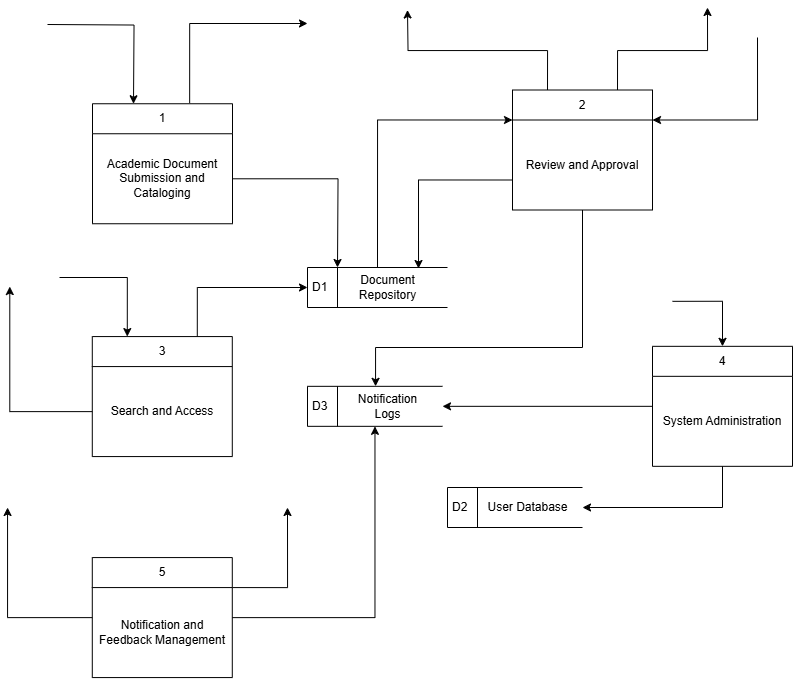 1
Academic Document
Submission and
Cataloging
2
Review and Approval
D1
Document
Repository
3
Search and Access
4
System Administration
D3
Notification
Logs
D2
User Database
5
Notification and
Feedback Management